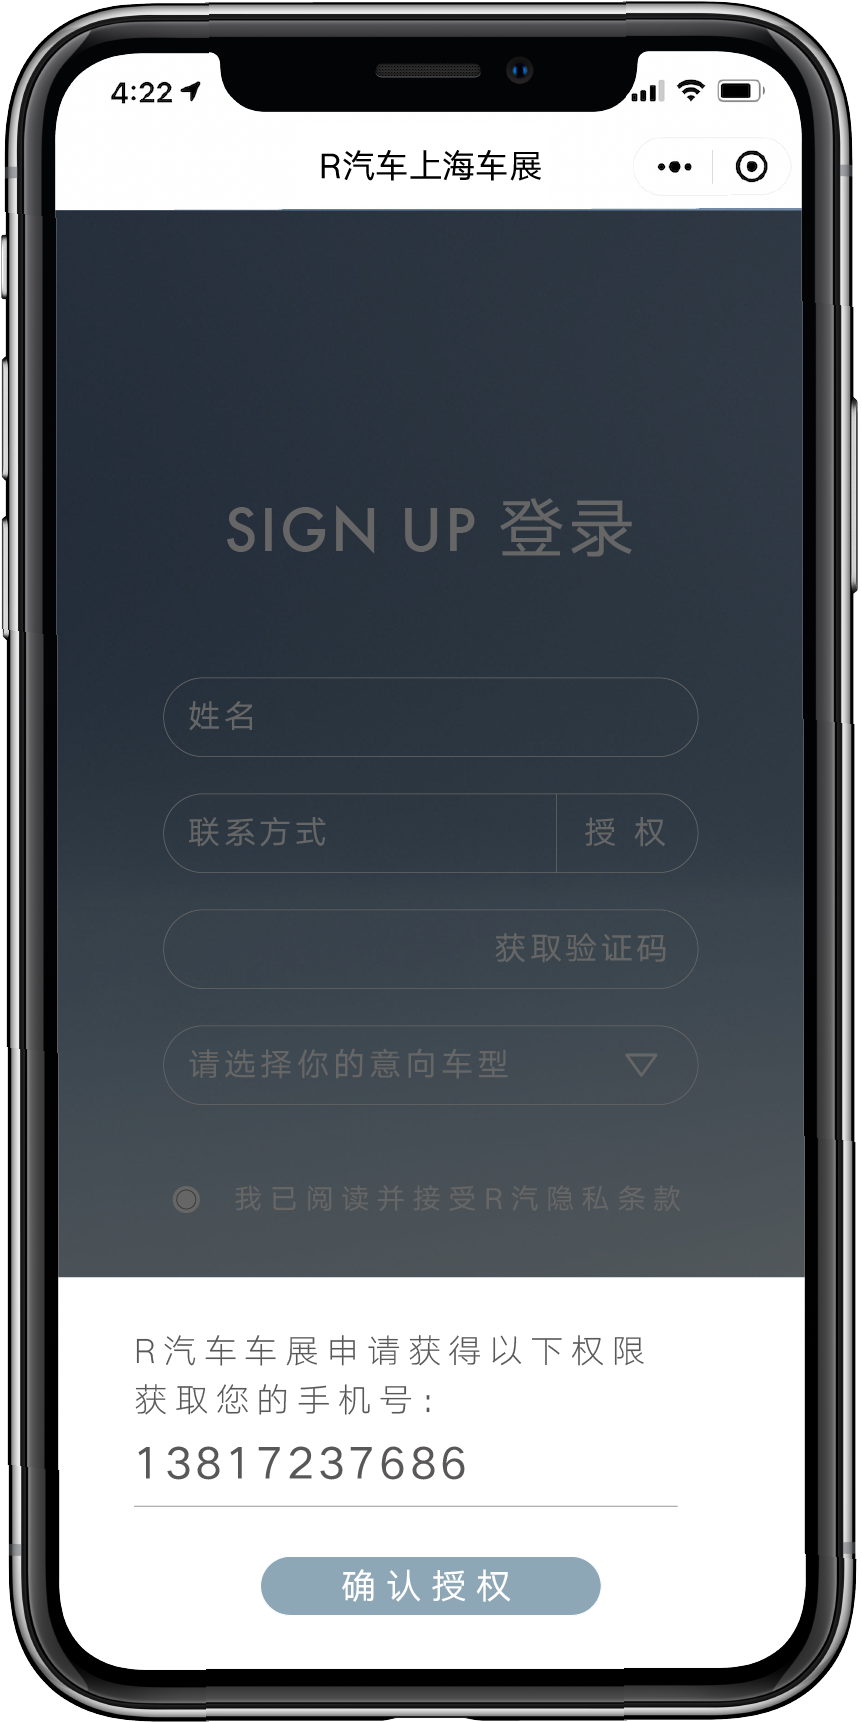 4:22
R汽车上海车展
SIGN UP 登录
姓名
联系方式
授 权
获取验证码
请选择你的意向车型
我已阅读并接受R汽隐私条款
R汽车车展申请获得以下权限
获取您的手机号:
13817237686
确认授权